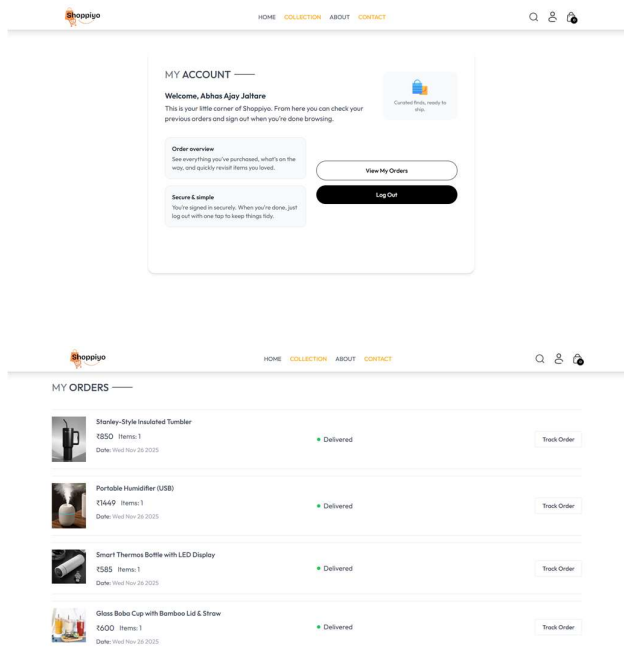 Shoppiyo
HOME COLLECTION ABOUT CONTACT
MY ACCOUNT
Welcome, Abhas Ajay Jaltare
This is your little corner of Shoppiyo. From here you can check your
previous orders and sign out when you're done browsing.
Curated finds, ready to
ship.
Order overview
See everything you've purchased, what's on the
way, and quickly revisit items you loved.
Secure & simple
You're signed in securely. When you're done, just
log out with one tap to keep things tidy.
View My Orders
Log Out
Shoppiyo
HOME COLLECTION ABOUT CONTACT
MY ORDERS
Stanley-Style Insulated Tumbler
₹850 Items: 1
Date: Wed Nov 26 2025
Delivered
Track Order
Portable Humidifier (USB)
₹1449 Items: 1
Date: Wed Nov 26 2025
Delivered
Track Order
Smart Thermos Bottle with LED Display
₹585 Items: 1
Date: Wed Nov 26 2025
Delivered
Track Order
Glass Boba Cup with Bamboo Lid & Straw
₹600 Items: 1
Date: Wed Nov 26 2025
Delivered
Track Order